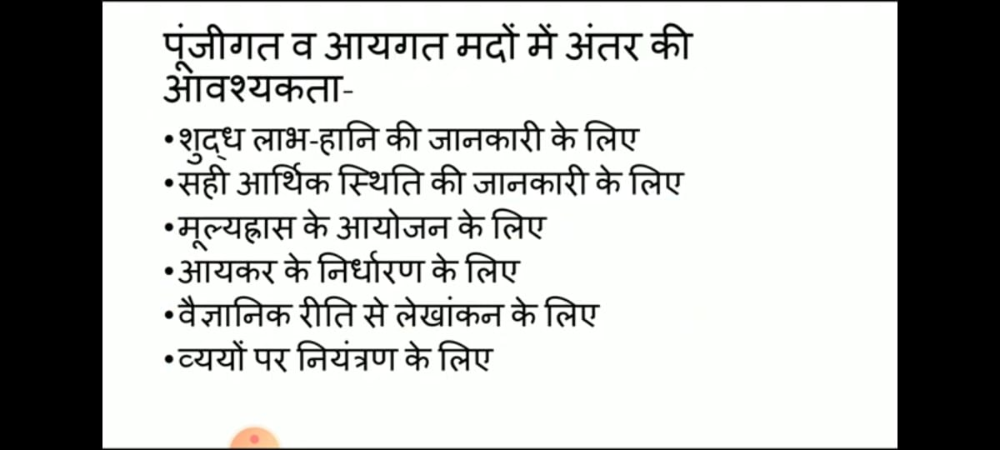 पूंजीगत व आयगत मदों में अंतर की
आवश्यकता-
•शुद्ध लाभ-हानि की जानकारी के लिए
•सही आर्थिक स्थिति की जानकारी के लिए
•मूल्यह्रास के आयोजन के लिए
•आयकर के निर्धारण के लिए
•वैज्ञानिक रीति से लेखांकन के लिए
•व्ययों पर नियंत्रण के लिए